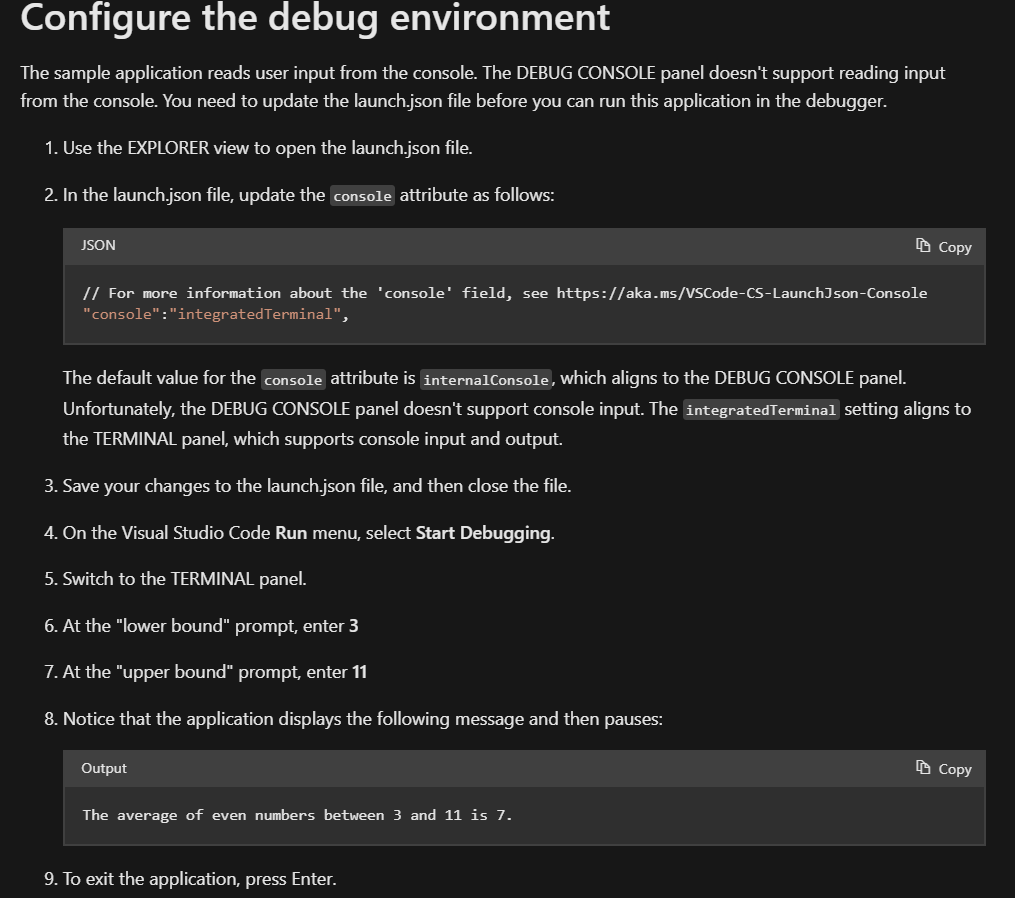 Configure the debug environment
The sample application reads user input from the console. The DEBUG CONSOLE panel doesn't support reading input
from the console. You need to update the launch.json file before you can run this application in the debugger.
1. Use the EXPLORER view to open the launch.json file.
2. In the launch.json file, update the console attribute as follows:
JSON
Copy
// For more information about the 'console' field, see https://aka.ms/VSCode-CS-LaunchJson-Console
"console":"integratedTerminal",
The default value for the console attribute is internalConsole, which aligns to the DEBUG CONSOLE panel.
Unfortunately, the DEBUG CONSOLE panel doesn't support console input. The integratedTerminal setting aligns to
the TERMINAL panel, which supports console input and output.
3. Save your changes to the launch.json file, and then close the file.
4. On the Visual Studio Code Run menu, select Start Debugging.
5. Switch to the TERMINAL panel.
6. At the "lower bound" prompt, enter 3
7. At the "upper bound" prompt, enter 11
8. Notice that the application displays the following message and then pauses:
Output
Copy
The average of even numbers between 3 and 11 is 7.
9. To exit the application, press Enter.